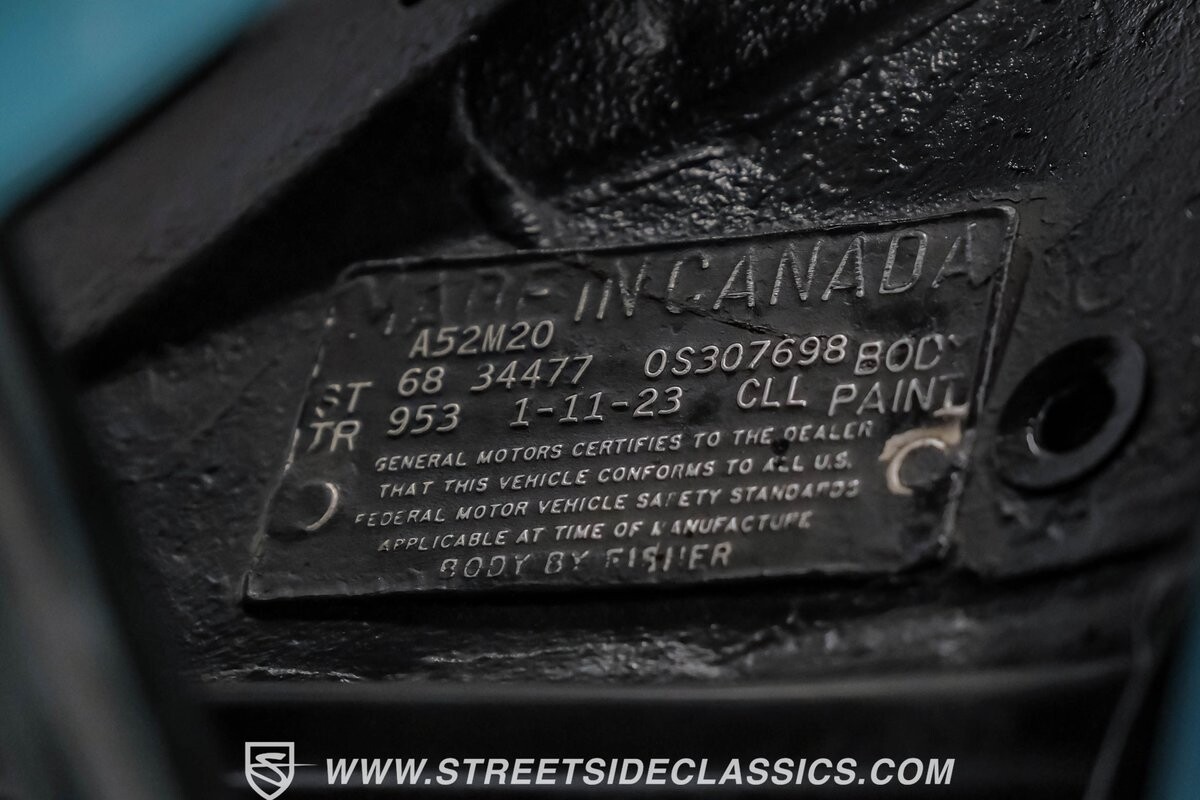 MADE IN CANADA
A52M20
ST 68 34477 OS307698 BODY
TR 953 1-11-23 CLL PAINT
GENERAL MOTORS CERTIFIES TO THE DEALER
THAT THIS VEHICLE CONFORMS TO ALL U.S.
FEDERAL MOTOR VEHICLE SAFETY STANDARDS
APPLICABLE AT TIME OF MANUFACTURE
BODY BY FISHER
WWW.STREETSIDECLASSICS.COM